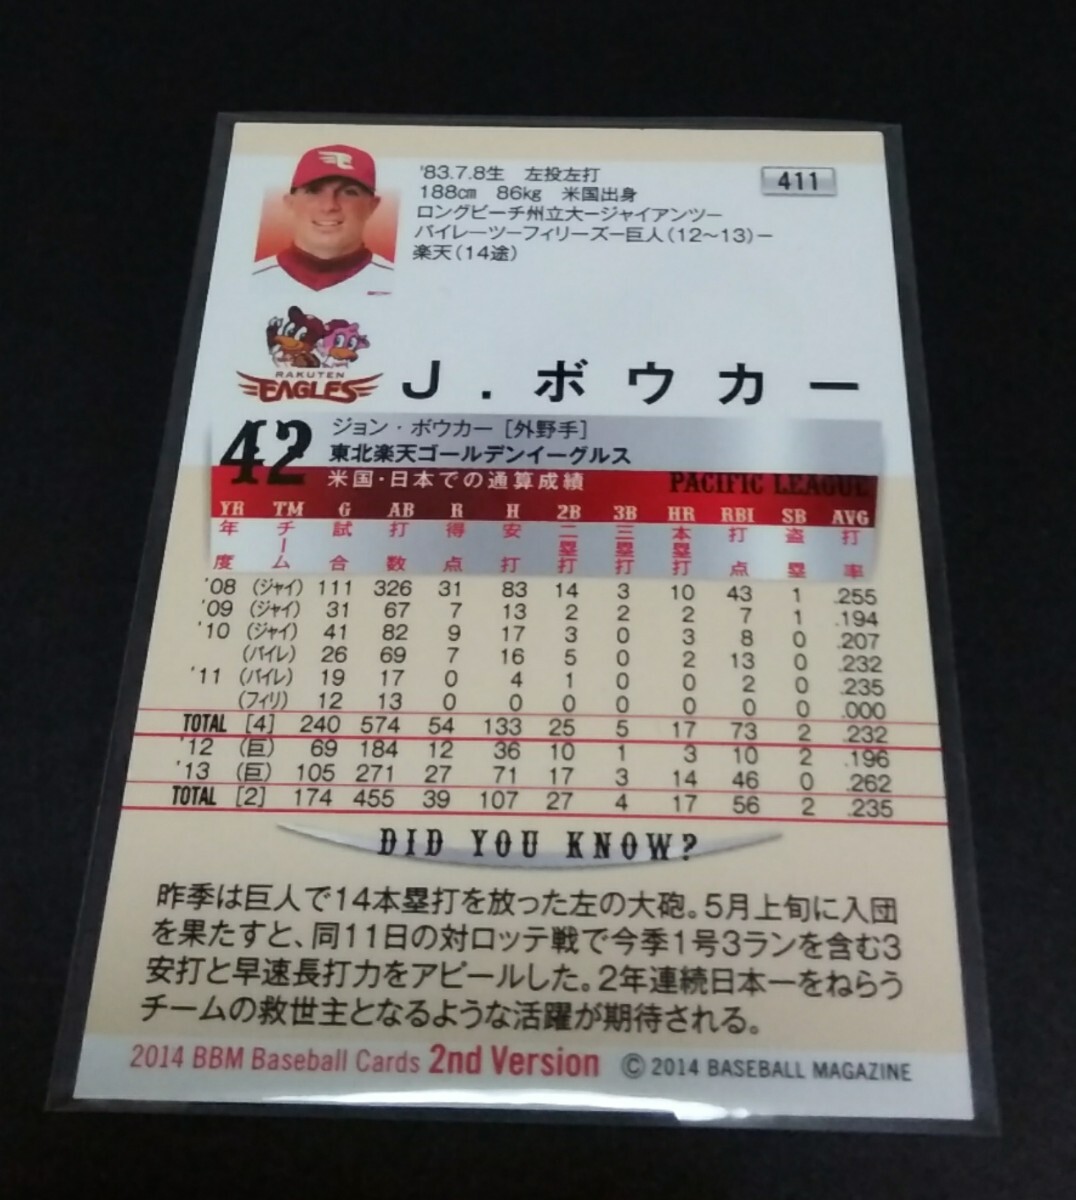 '83.7.8生 左投左打
411
188cm 86kg 米国出身
ロングビーチ州立大ージャイアンツー
パイレーツーフィリーズー巨人(12〜13)ー
楽天(14途)
RAKUTEN
EAGLES
J.ボウカー
42
ジョン・ボウカー[外野手]
東北楽天ゴールデンイーグルス
米国・日本での通算成績 PACIFIC LEAGUE
YR TM G AB R H 2B 3B HR RBI SB AVG
年度 チーム 試合 打数 得点 安打 二塁打 三塁打 本塁打 打点 盗塁 打率
'08 (ジャイ) 111 326 31 83 14 3 10 43 1 .255
'09 (ジャイ) 31 67 7 13 2 2 2 7 1 .194
'10 (ジャイ) 41 82 9 17 3 0 3 8 0 .207
(パイレ) 26 69 7 16 5 0 2 13 0 .232
'11 (パイレ) 19 17 0 4 1 0 0 2 0 .235
(フィリ) 12 13 0 0 0 0 0 0 0 .000
TOTAL [4] 240 574 54 133 25 5 17 73 2 .232
'12 (巨) 69 184 12 36 10 1 3 10 2 .196
'13 (巨) 105 271 27 71 17 3 14 46 0 .262
TOTAL [2] 174 455 39 107 27 4 17 56 2 .235
DID YOU KNOW?
昨季は巨人で14本塁打を放った左の大砲。5月上旬に入団
を果たすと、同11日の対ロッテ戦で今季1号3ランを含む3
安打と早速長打力をアピールした。2年連続日本一をねらう
チームの救世主となるような活躍が期待される。
2014 BBM Baseball Cards 2nd Version © 2014 BASEBALL MAGAZINE